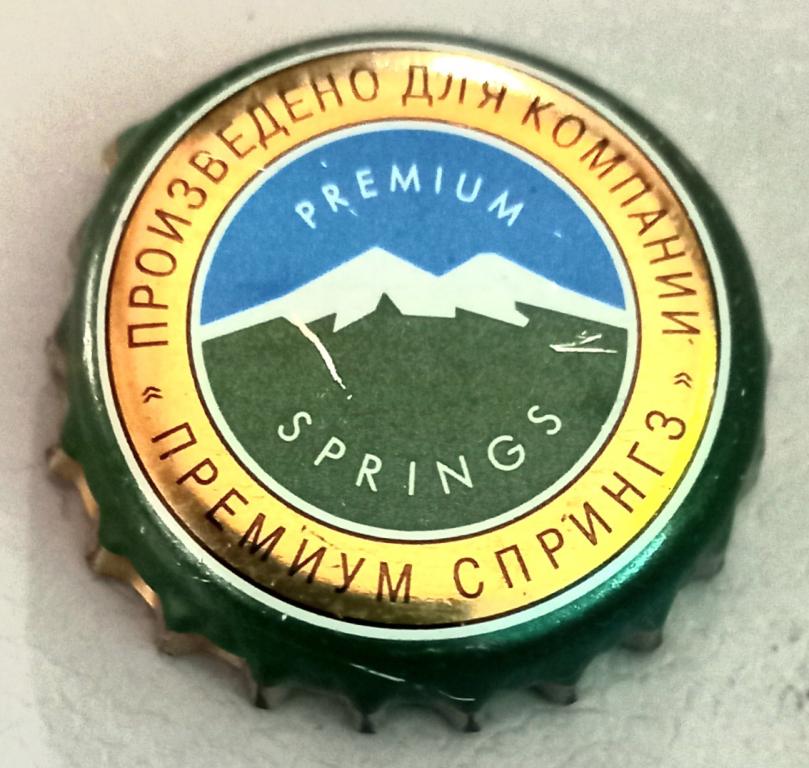 ПРОИЗВЕДЕНО ДЛЯ КОМПАНИИ
« ПРЕМИУМ СПРИНГЗ »
PREMIUM
SPRINGS